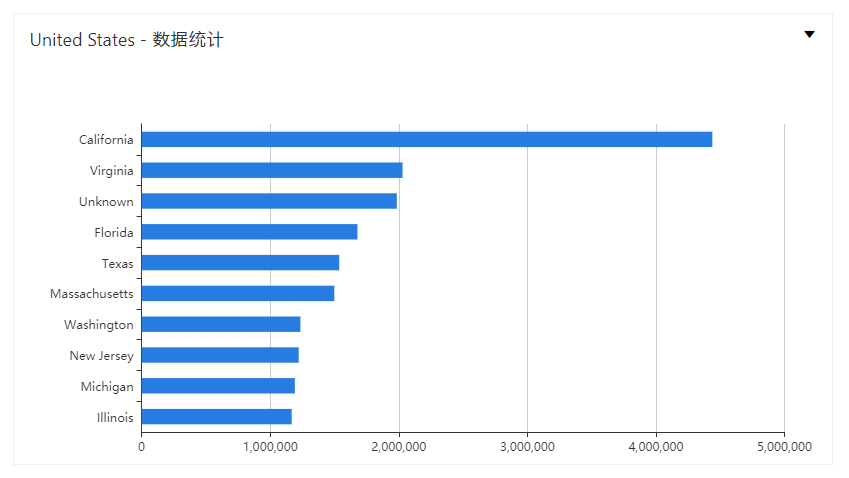 United States - 数据统计
California
Virginia
Unknown
Florida
Texas
Massachusetts
Washington
New Jersey
Michigan
Illinois
0 1,000,000 2,000,000 3,000,000 4,000,000 5,000,000